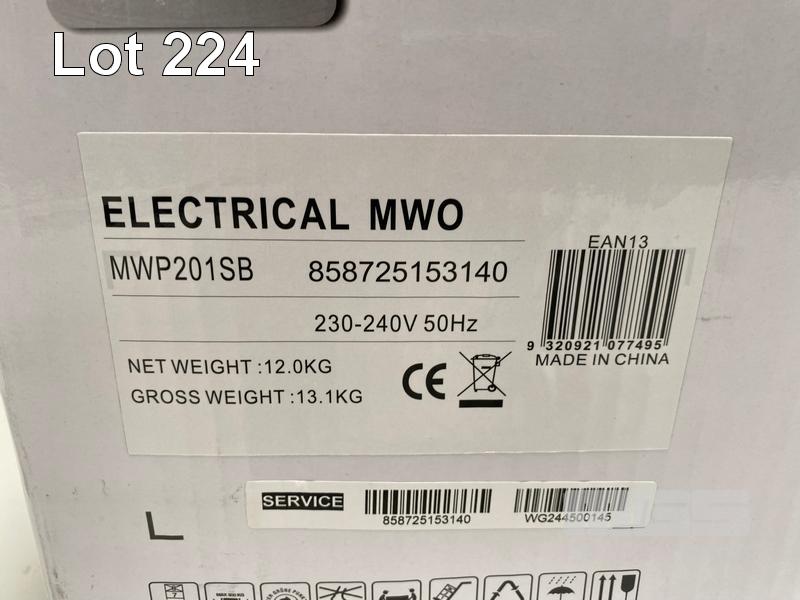 Lot 224
ELECTRICAL MWO
MWP201SB 858725153140
230-240V 50Hz
NET WEIGHT :12.0KG
GROSS WEIGHT :13.1KG
CE
EAN13
9 320921 077495
MADE IN CHINA
SERVICE
858725153140
WG244500145
L